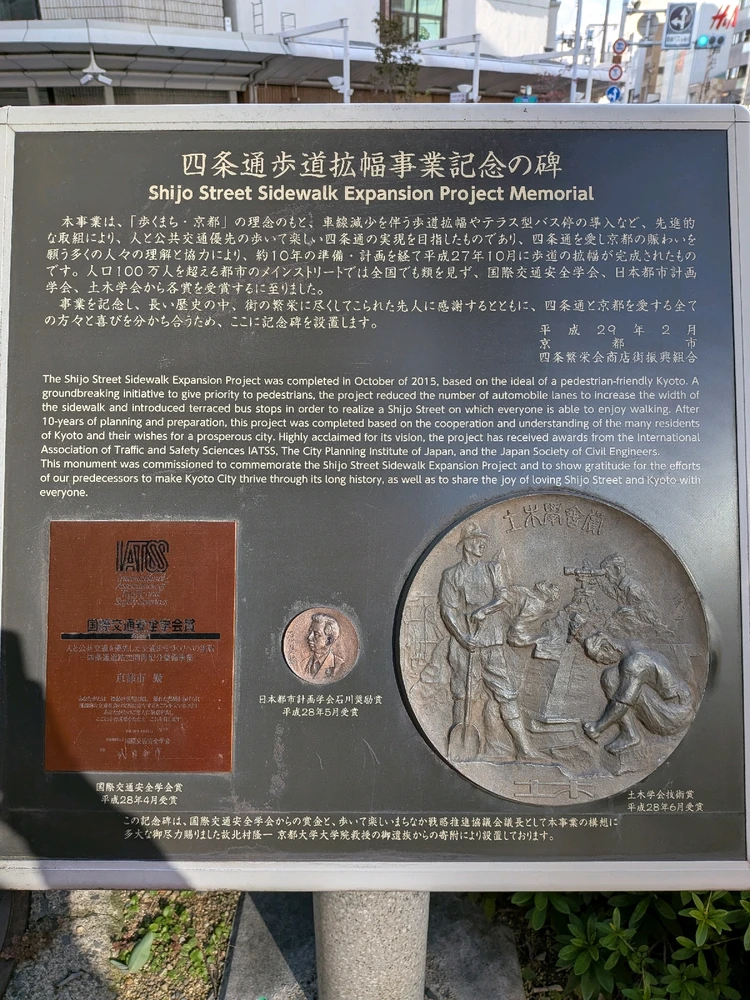 四条通歩道拡幅事業記念の碑
Shijo Street Sidewalk Expansion Project Memorial
本事業は、「歩くまち・京都」の理念のもと、車線減少を伴う歩道拡幅やテラス型バス停の導入など、先進的
な取組により、人と公共交通優先の歩いて楽しい四条通の実現を目指したものであり、四条通を愛し京都の賑わいを
願う多くの人々の理解と協力により、約10年の準備・計画を経て平成27年10月に歩道の拡幅が完成されたもの
です。人口100万人を超える都市のメインストリートでは全国でも類を見ず、国際交通安全学会、日本都市計画
学会、土木学会から各賞を受賞するに至りました。
事業を記念し、長い歴史の中、街の繁栄に尽くしてこられた先人に感謝するとともに、四条通と京都を愛する全て
の方々と喜びを分かち合うため、ここに記念碑を設置します。
平成29年2月
京都市
四条繁栄会商店街振興組合
The Shijo Street Sidewalk Expansion Project was completed in October of 2015, based on the ideal of a pedestrian-friendly Kyoto. A
groundbreaking initiative to give priority to pedestrians, the project reduced the number of automobile lanes to increase the width of
the sidewalk and introduced terraced bus stops in order to realize a Shijo Street on which everyone is able to enjoy walking. After
10-years of planning and preparation, this project was completed based on the cooperation and understanding of the many residents
of Kyoto and their wishes for a prosperous city. Highly acclaimed for its vision, the project has received awards from the International
Association of Traffic and Safety Sciences IATSS, The City Planning Institute of Japan, and the Japan Society of Civil Engineers.
This monument was commissioned to commemorate the Shijo Street Sidewalk Expansion Project and to show gratitude for the efforts
of our predecessors to make Kyoto City thrive through its long history, as well as to share the joy of loving Shijo Street and Kyoto with
everyone.
IATSS
国際交通安全学会賞
京都市 殿
国際交通安全学会賞
平成28年4月受賞
日本都市計画学会石川奨励賞
平成28年5月受賞
土木學會賞
土木学会技術賞
平成28年6月受賞
この記念碑は、国際交通安全学会からの賞金と、歩いて楽しいまちなか戦略推進協議会議長として本事業の構想に
多大な御尽力賜りました故北村隆一 京都大学大学院教授の御遺族からの寄附により設置しております。
H&M